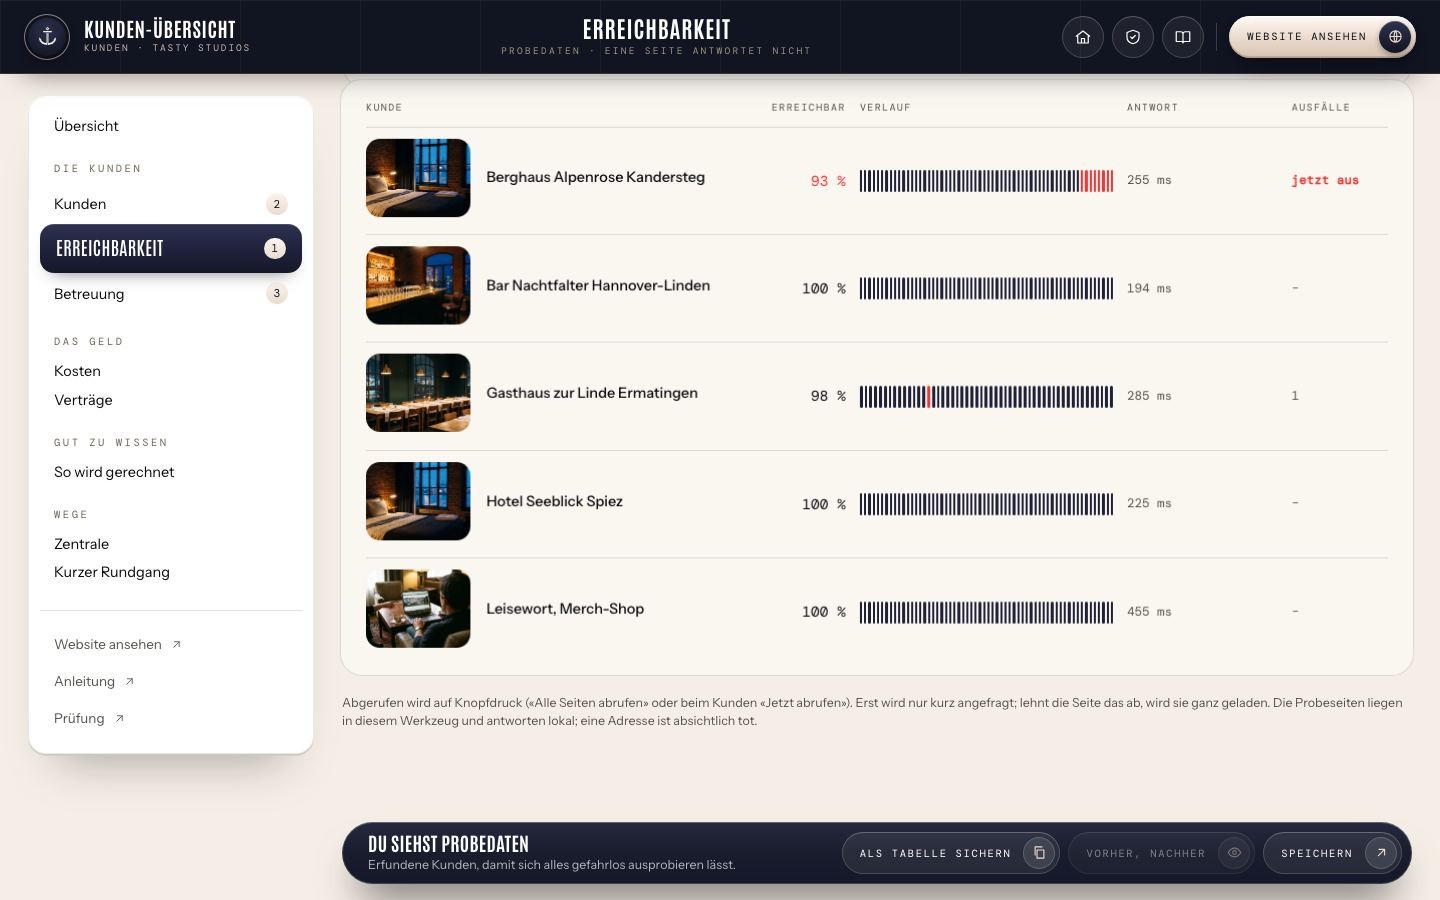 KUNDEN-ÜBERSICHT
KUNDEN · TASTY STUDIOS
ERREICHBARKEIT
PROBEDATEN · EINE SEITE ANTWORTET NICHT
WEBSITE ANSEHEN
Übersicht
DIE KUNDEN
Kunden 2
ERREICHBARKEIT 1
Betreuung 3
DAS GELD
Kosten
Verträge
GUT ZU WISSEN
So wird gerechnet
WEGE
Zentrale
Kurzer Rundgang
Website ansehen
Anleitung
Prüfung
KUNDE ERREICHBAR VERLAUF ANTWORT AUSFÄLLE
Berghaus Alpenrose Kandersteg 93 % 255 ms jetzt aus
Bar Nachtfalter Hannover-Linden 100 % 194 ms –
Gasthaus zur Linde Ermatingen 98 % 285 ms 1
Hotel Seeblick Spiez 100 % 225 ms –
Leisewort, Merch-Shop 100 % 455 ms –
Abgerufen wird auf Knopfdruck («Alle Seiten abrufen» oder beim Kunden «Jetzt abrufen»). Erst wird nur kurz angefragt; lehnt die Seite das ab, wird sie ganz geladen. Die Probeseiten liegen
in diesem Werkzeug und antworten lokal; eine Adresse ist absichtlich tot.
DU SIEHST PROBEDATEN
Erfundene Kunden, damit sich alles gefahrlos ausprobieren lässt.
ALS TABELLE SICHERN
VORHER, NACHHER
SPEICHERN